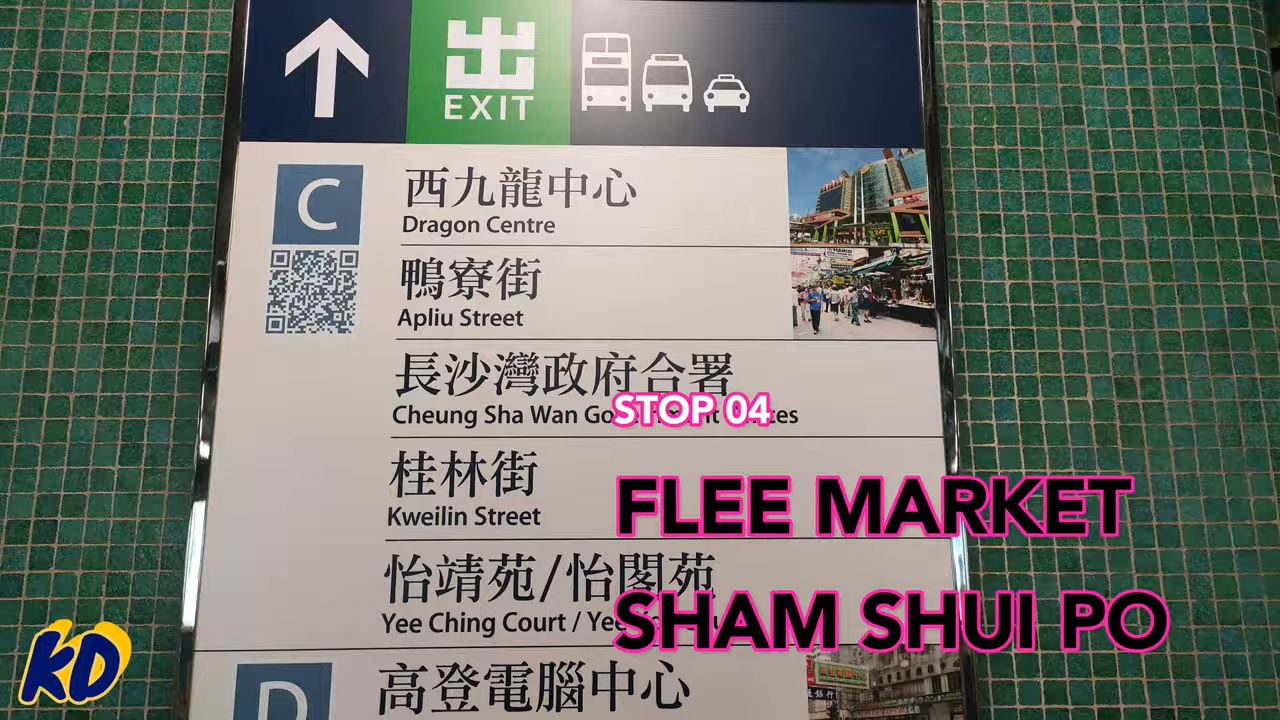 出
EXIT
C
西九龍中心
Dragon Centre
鴨寮街
Apliu Street
長沙灣政府合署
Cheung Sha Wan Go
STOP 04
桂林街
Kweilin Street
FLEE MARKET
怡靖苑/怡閣苑
Yee Ching Court / Yee
SHAM SHUI PO
D
高登電腦中心
KD